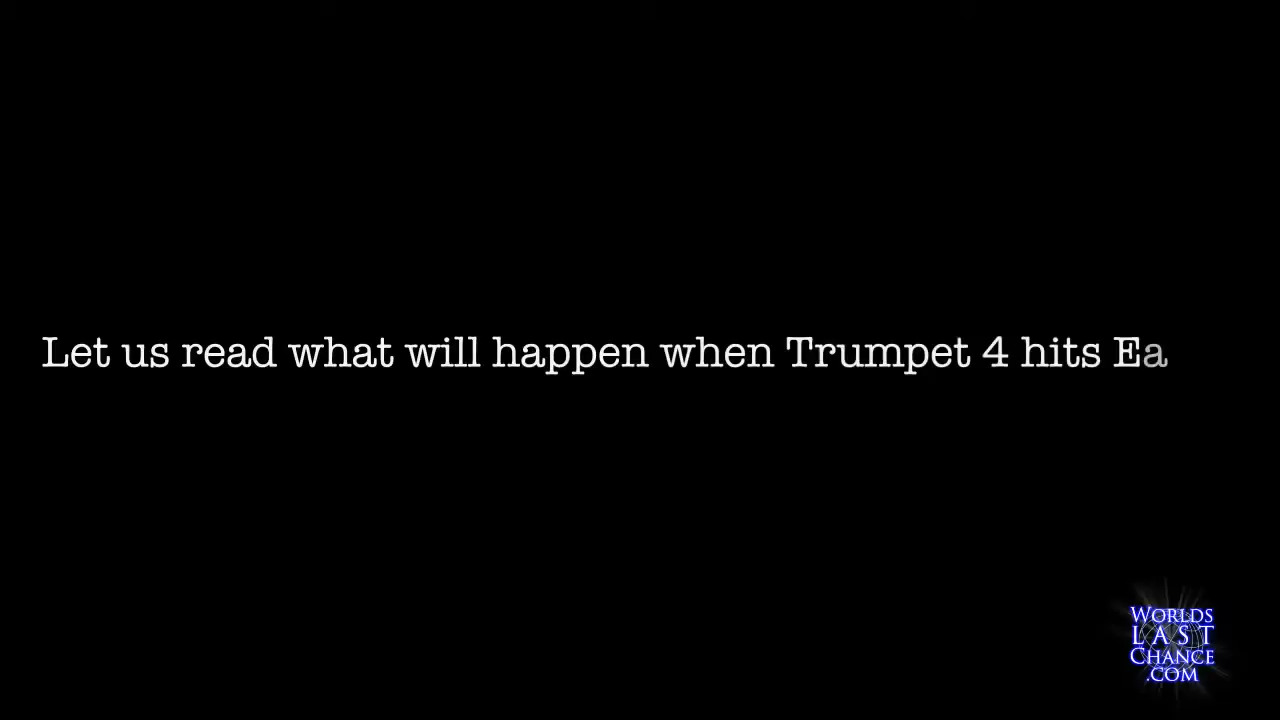 Let us read what will happen when Trumpet 4 hits Ea
WORLDS
LAST
CHANCE
.COM